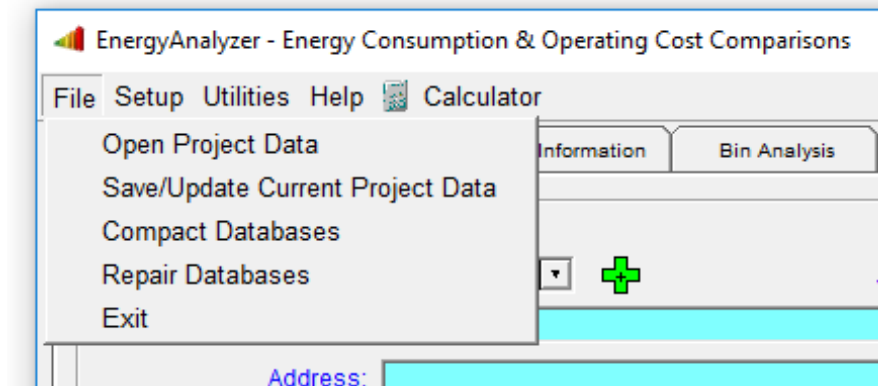 EnergyAnalyzer - Energy Consumption & Operating Cost Comparisons
File Setup Utilities Help Calculator
Open Project Data
Information Bin Analysis
Save/Update Current Project Data
Compact Databases
Repair Databases
Exit
Address: